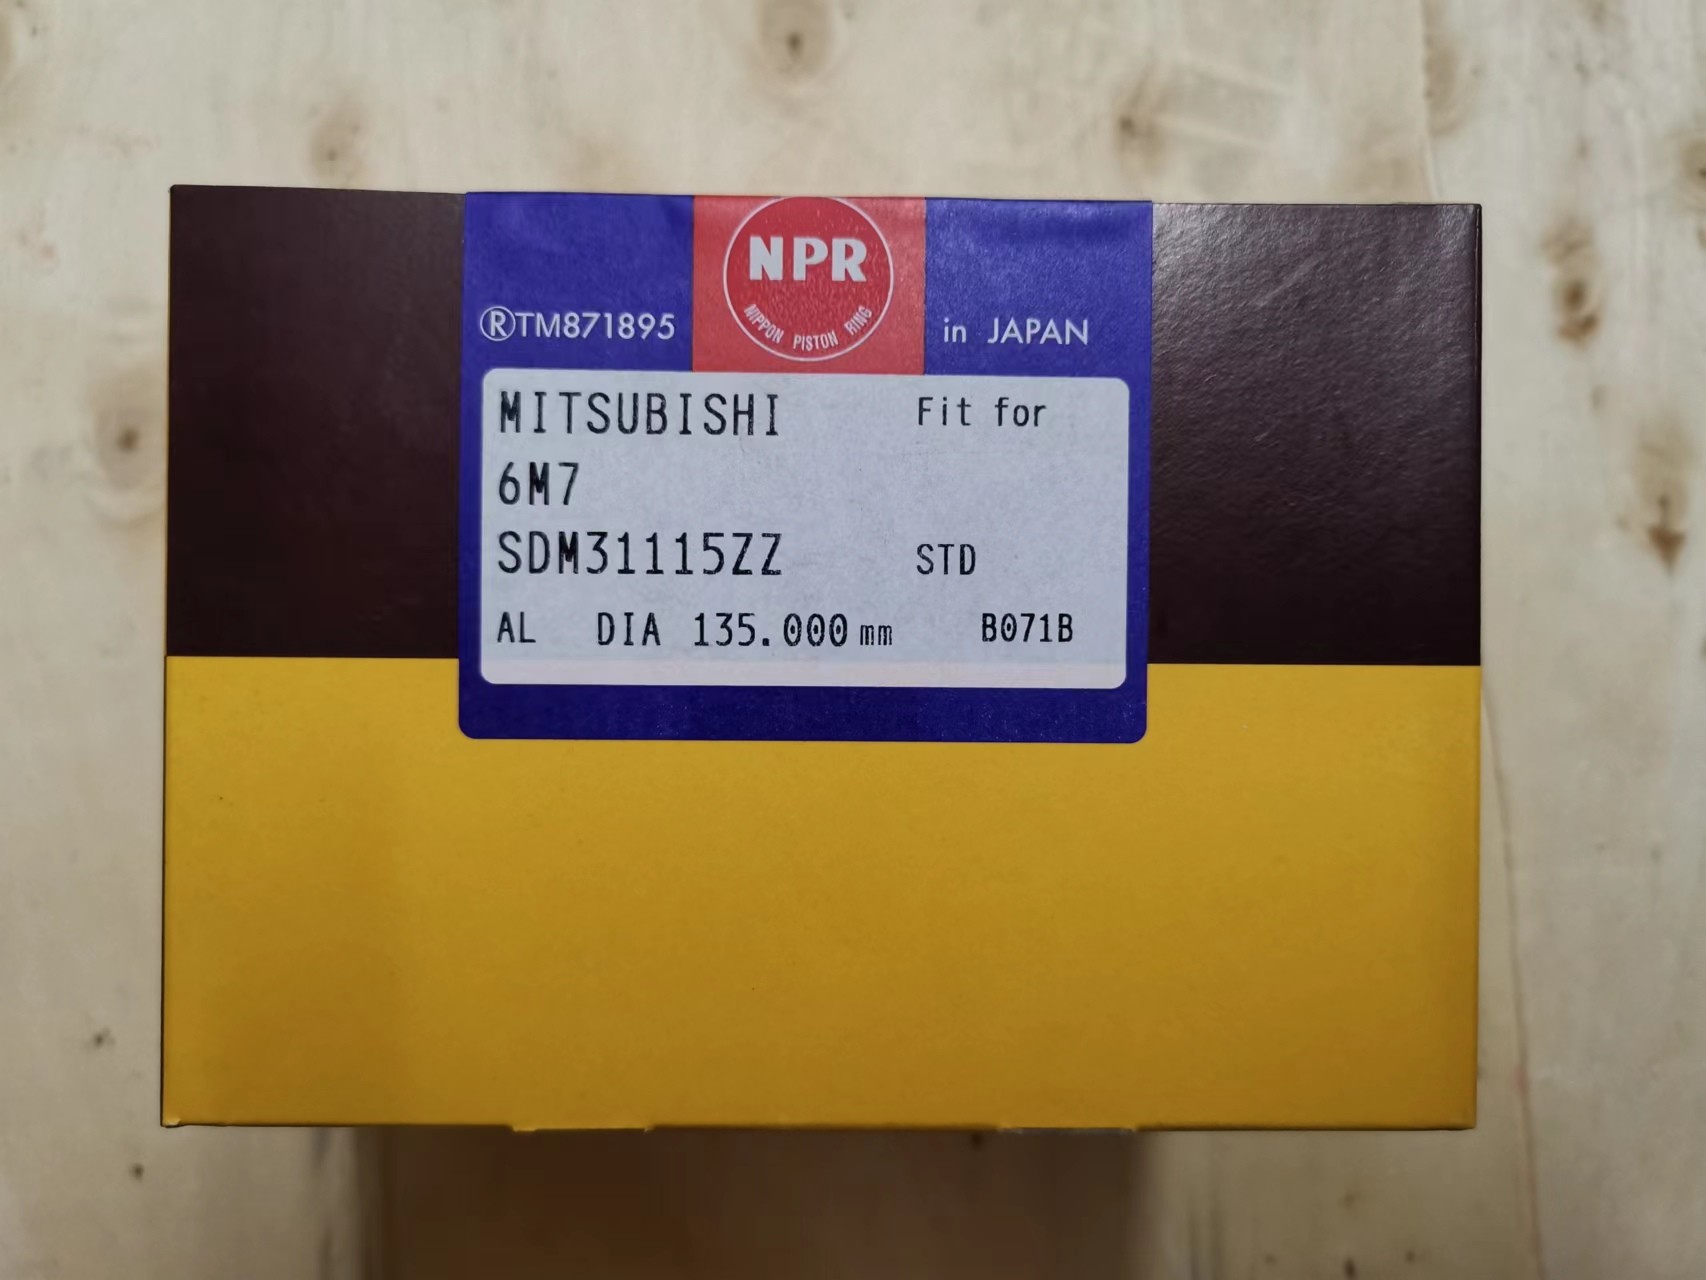 NPR
NIPPON PISTON RING
®TM871895 in JAPAN
MITSUBISHI Fit for
6M7
SDM31115ZZ STD
AL DIA 135.000mm B071B